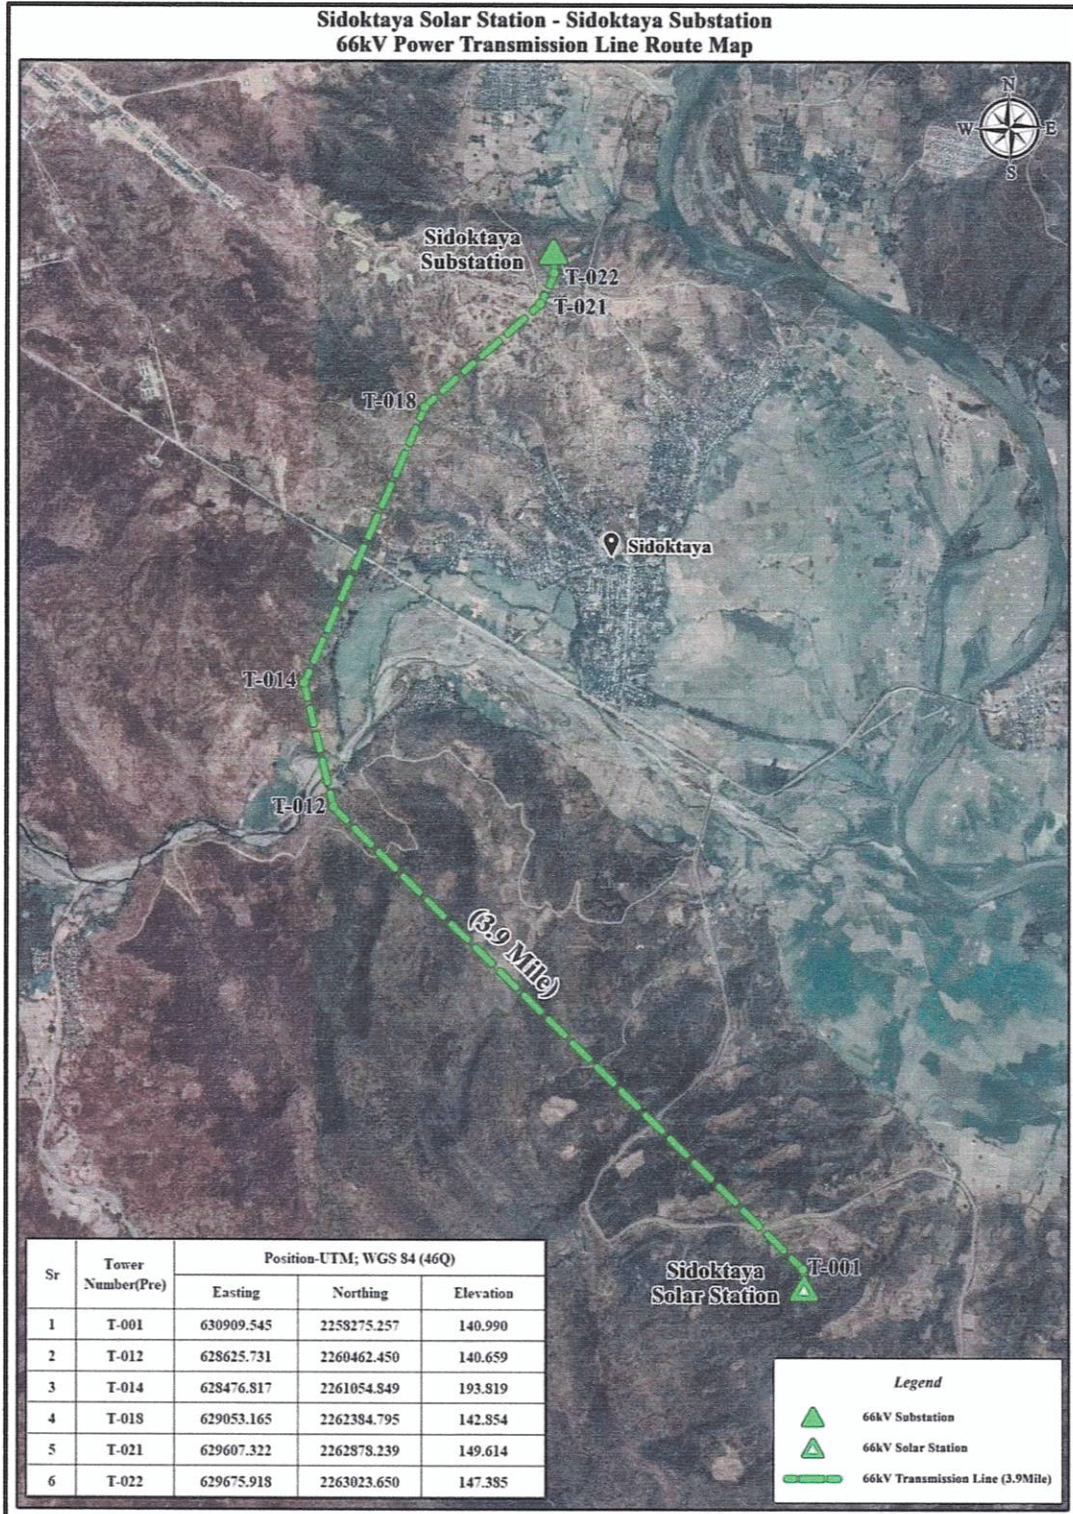 Sidoktaya Solar Station - Sidoktaya Substation
66kV Power Transmission Line Route Map
N
W E
S
Sidoktaya
Substation
T-022
T-021
T-018
Sidoktaya
T-014
T-012
(3.9 Mile)
T-001
Sidoktaya
Solar Station
Sr Tower Number(Pre) Position-UTM; WGS 84 (46Q)
Easting Northing Elevation
1 T-001 630909.545 2258275.257 140.990
2 T-012 628625.731 2260462.450 140.659
3 T-014 628476.817 2261054.849 193.819
4 T-018 629053.165 2262384.795 142.854
5 T-021 629607.322 2262878.239 149.614
6 T-022 629675.918 2263023.650 147.385
Legend
66kV Substation
66kV Solar Station
66kV Transmission Line (3.9Mile)